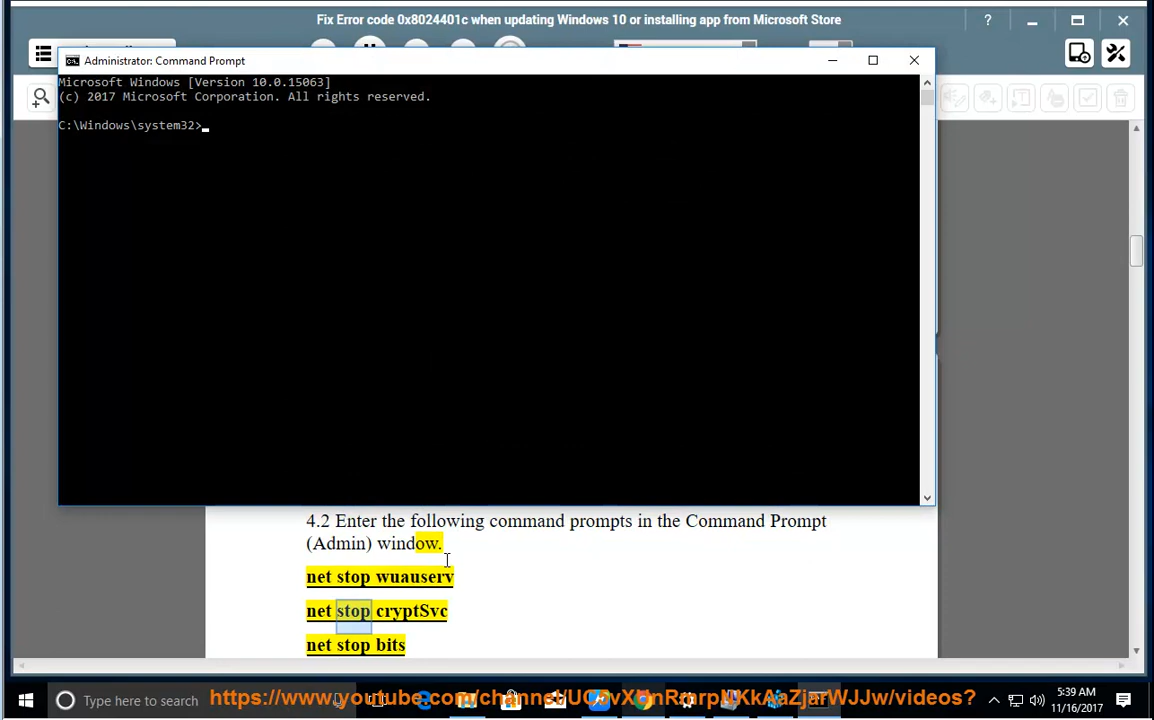 Fix Error code 0x8024401c when updating Windows 10 or installing app from Microsoft Store
Administrator: Command Prompt
Microsoft Windows [Version 10.0.15063]
(c) 2017 Microsoft Corporation. All rights reserved.
C:\Windows\system32>
4.2 Enter the following command prompts in the Command Prompt
(Admin) window.
net stop wuauserv
net stop cryptSvc
net stop bits
Type here to search
5:39 AM
11/16/2017